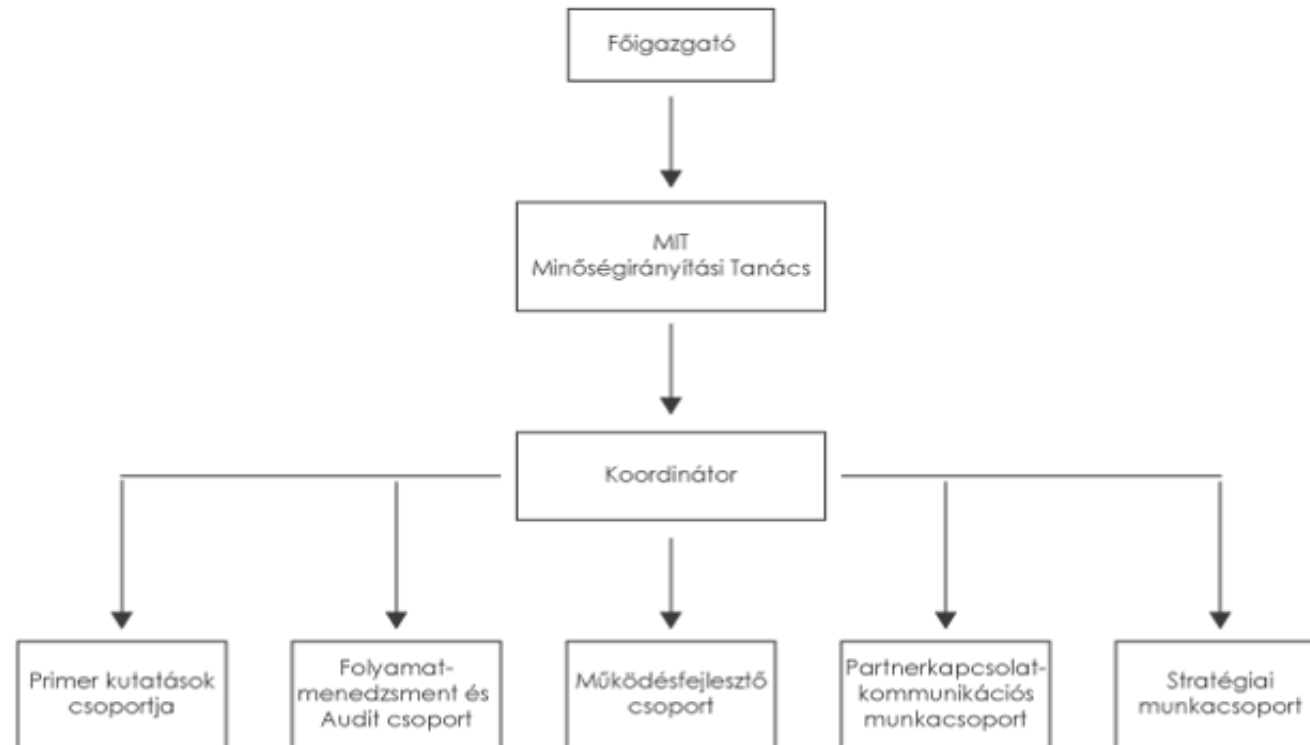 Főigazgató
MIT
Minőségirányítási Tanács
Koordinátor
Primer kutatások
csoportja
Folyamat-
menedzsment és
Audit csoport
Működésfejlesztő
csoport
Partnerkapcsolat-
kommunikációs
munkacsoport
Stratégiai
munkacsoport